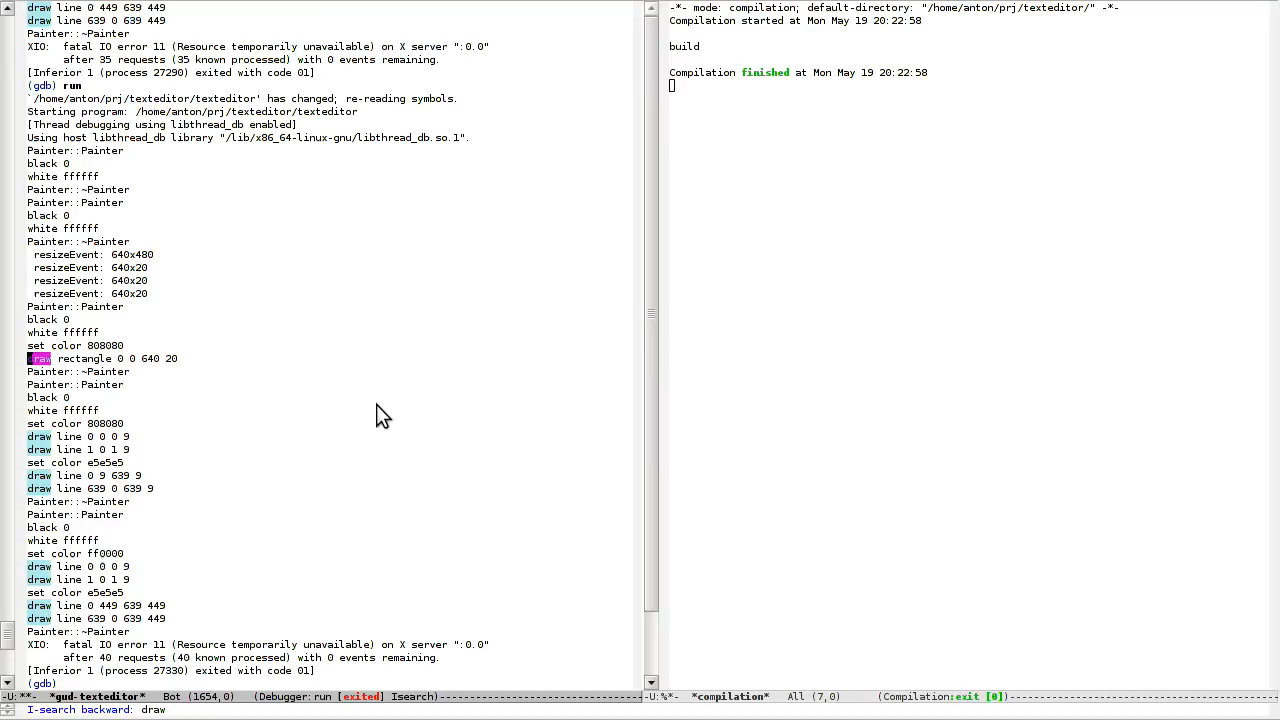 draw line 0 449 639 449
draw line 639 0 639 449
Painter::~Painter
XIO:  fatal IO error 11 (Resource temporarily unavailable) on X server ":0.0"
      after 35 requests (35 known processed) with 0 events remaining.
[Inferior 1 (process 27290) exited with code 01]
(gdb) run
`/home/anton/prj/texteditor/texteditor' has changed; re-reading symbols.
Starting program: /home/anton/prj/texteditor/texteditor
[Thread debugging using libthread_db enabled]
Using host libthread_db library "/lib/x86_64-linux-gnu/libthread_db.so.1".
Painter::Painter
black 0
white ffffff
Painter::~Painter
Painter::Painter
black 0
white ffffff
Painter::~Painter
 resizeEvent: 640x480
 resizeEvent: 640x20
 resizeEvent: 640x20
 resizeEvent: 640x20
Painter::Painter
black 0
white ffffff
set color 808080
draw rectangle 0 0 640 20
Painter::~Painter
Painter::Painter
black 0
white ffffff
set color 808080
draw line 0 0 0 9
draw line 1 0 1 9
set color e5e5e5
draw line 0 9 639 9
draw line 639 0 639 9
Painter::~Painter
Painter::Painter
black 0
white ffffff
set color ff0000
draw line 0 0 0 9
draw line 1 0 1 9
set color e5e5e5
draw line 0 449 639 449
draw line 639 0 639 449
Painter::~Painter
XIO:  fatal IO error 11 (Resource temporarily unavailable) on X server ":0.0"
      after 40 requests (40 known processed) with 0 events remaining.
[Inferior 1 (process 27330) exited with code 01]
(gdb)
-U:**-  *gud-texteditor*   Bot (1654,0)   (Debugger:run [exited] Isearch)----------------------------------
I-search backward: draw
-*- mode: compilation; default-directory: "/home/anton/prj/texteditor/" -*-
Compilation started at Mon May 19 20:22:58
build
Compilation finished at Mon May 19 20:22:58
-U:%*-  *compilation*   All (7,0)      (Compilation:exit [0])---------------------------------------------